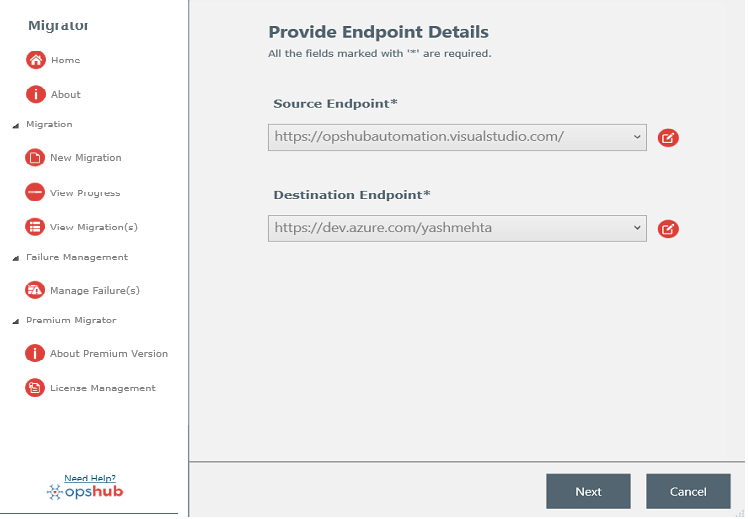 Migrator
Home
About
Migration
New Migration
View Progress
View Migration(s)
Failure Management
Manage Failure(s)
Premium Migrator
About Premium Version
License Management
Need Help?
opshub
Provide Endpoint Details
All the fields marked with '*' are required.
Source Endpoint*
https://opshubautomation.visualstudio.com/
Destination Endpoint*
https://dev.azure.com/yashmehta
Next
Cancel